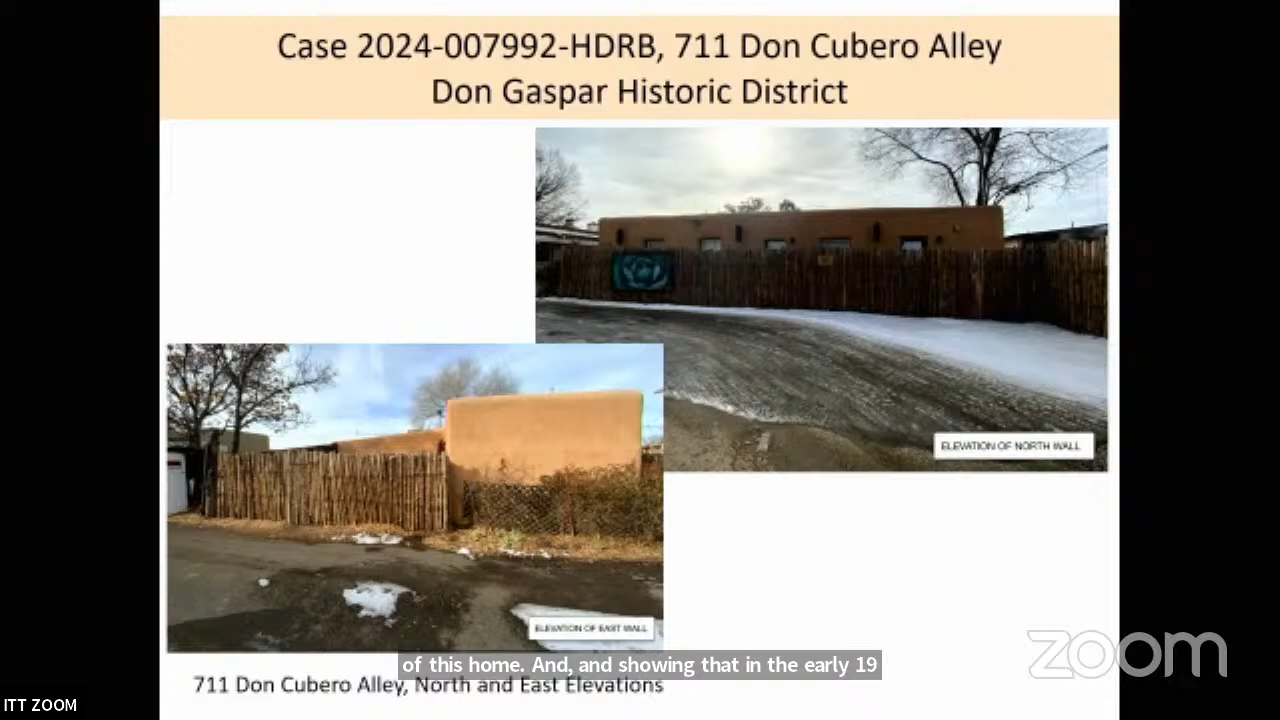 Case 2024-007992-HDRB, 711 Don Cubero Alley
Don Gaspar Historic District
ELEVATION OF NORTH WALL
ELEVATION OF EAST WALL
of this home. And, and showing that in the early 19
711 Don Cubero Alley, North and East Elevations
zoom
ITT ZOOM